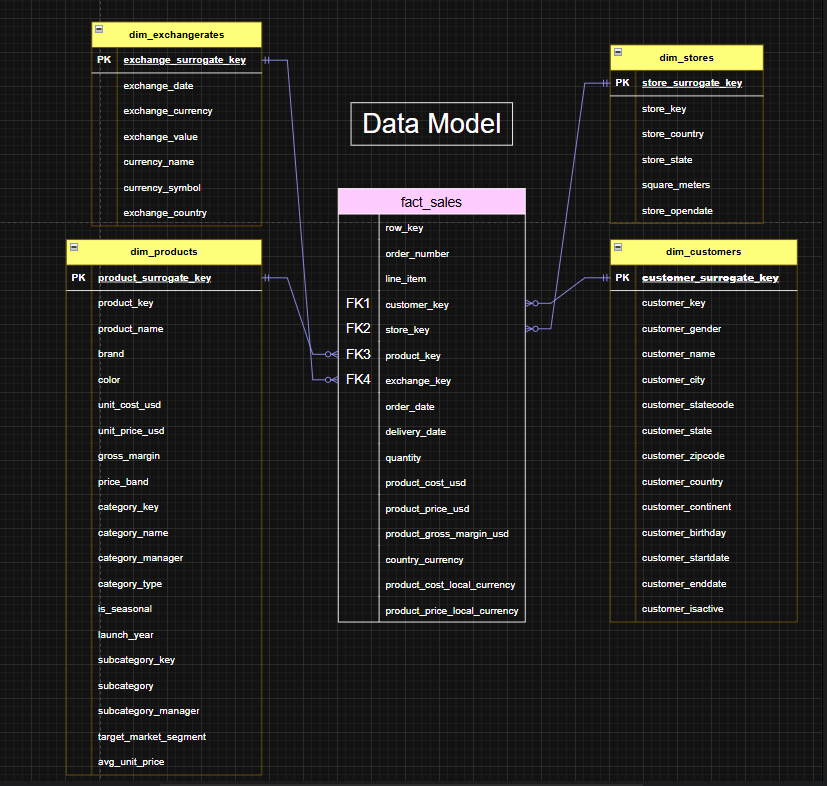 dim_exchangerates
PK exchange_surrogate_key
exchange_date
exchange_currency
exchange_value
currency_name
currency_symbol
exchange_country
dim_products
PK product_surrogate_key
product_key
product_name
brand
color
unit_cost_usd
unit_price_usd
gross_margin
price_band
category_key
category_name
category_manager
category_type
is_seasonal
launch_year
subcategory_key
subcategory
subcategory_manager
target_market_segment
avg_unit_price
Data Model
fact_sales
row_key
order_number
line_item
FK1 customer_key
FK2 store_key
FK3 product_key
FK4 exchange_key
order_date
delivery_date
quantity
product_cost_usd
product_price_usd
product_gross_margin_usd
country_currency
product_cost_local_currency
product_price_local_currency
dim_stores
PK store_surrogate_key
store_key
store_country
store_state
square_meters
store_opendate
dim_customers
PK customer_surrogate_key
customer_key
customer_gender
customer_name
customer_city
customer_statecode
customer_state
customer_zipcode
customer_country
customer_continent
customer_birthday
customer_startdate
customer_enddate
customer_isactive